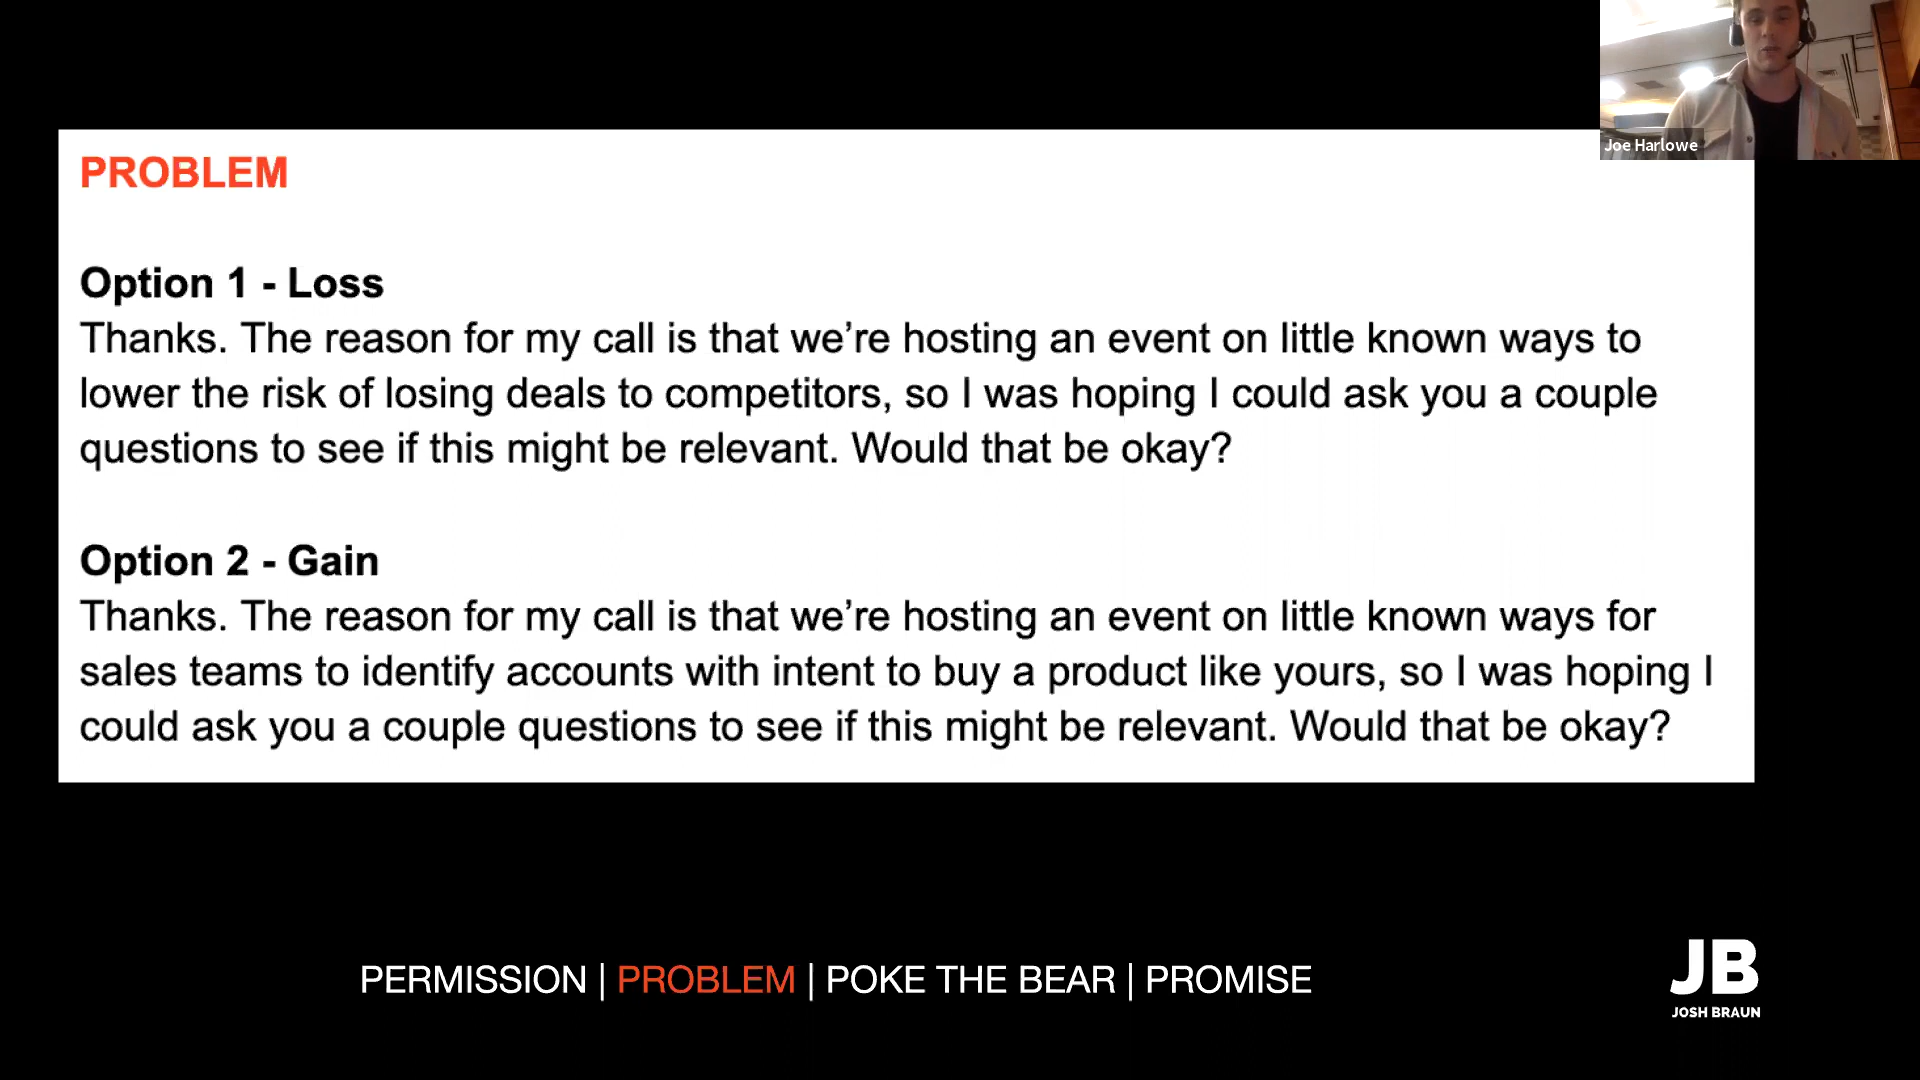 Joe Harlowe
PROBLEM
Option 1 - Loss
Thanks. The reason for my call is that we’re hosting an event on little known ways to
lower the risk of losing deals to competitors, so I was hoping I could ask you a couple
questions to see if this might be relevant. Would that be okay?
Option 2 - Gain
Thanks. The reason for my call is that we’re hosting an event on little known ways for
sales teams to identify accounts with intent to buy a product like yours, so I was hoping I
could ask you a couple questions to see if this might be relevant. Would that be okay?
PERMISSION | PROBLEM | POKE THE BEAR | PROMISE
JB
JOSH BRAUN